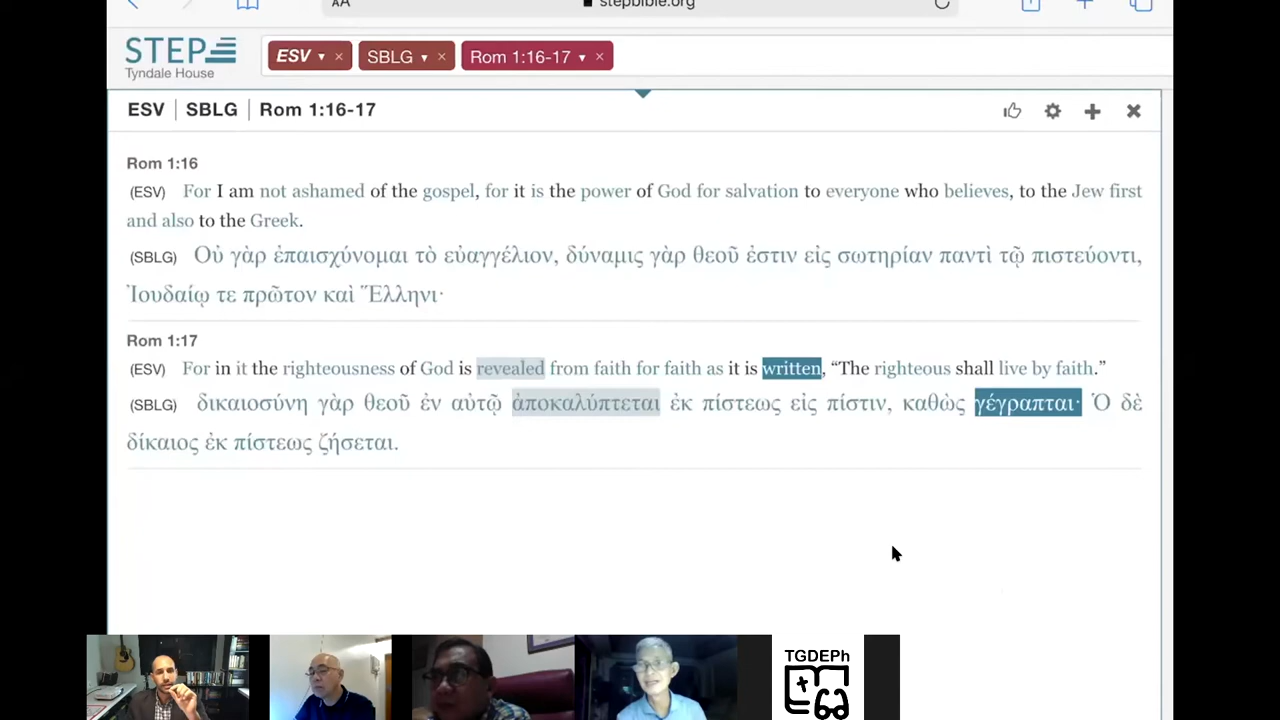 AA
stepbible.org
STEP
Tyndale House
ESV ▾ × SBLG ▾ × Rom 1:16-17 ▾ ×
ESV | SBLG | Rom 1:16-17
Rom 1:16
(ESV) For I am not ashamed of the gospel, for it is the power of God for salvation to everyone who believes, to the Jew first
and also to the Greek.
(SBLG) Οὐ γὰρ ἐπαισχύνομαι τὸ εὐαγγέλιον, δύναμις γὰρ θεοῦ ἐστιν εἰς σωτηρίαν παντὶ τῷ πιστεύοντι,
Ἰουδαίῳ τε πρῶτον καὶ Ἕλληνι·
Rom 1:17
(ESV) For in it the righteousness of God is revealed from faith for faith as it is written, “The righteous shall live by faith.”
(SBLG) δικαιοσύνη γὰρ θεοῦ ἐν αὐτῷ ἀποκαλύπτεται ἐκ πίστεως εἰς πίστιν, καθὼς γέγραπται· Ὁ δὲ
δίκαιος ἐκ πίστεως ζήσεται.
TGDEPh